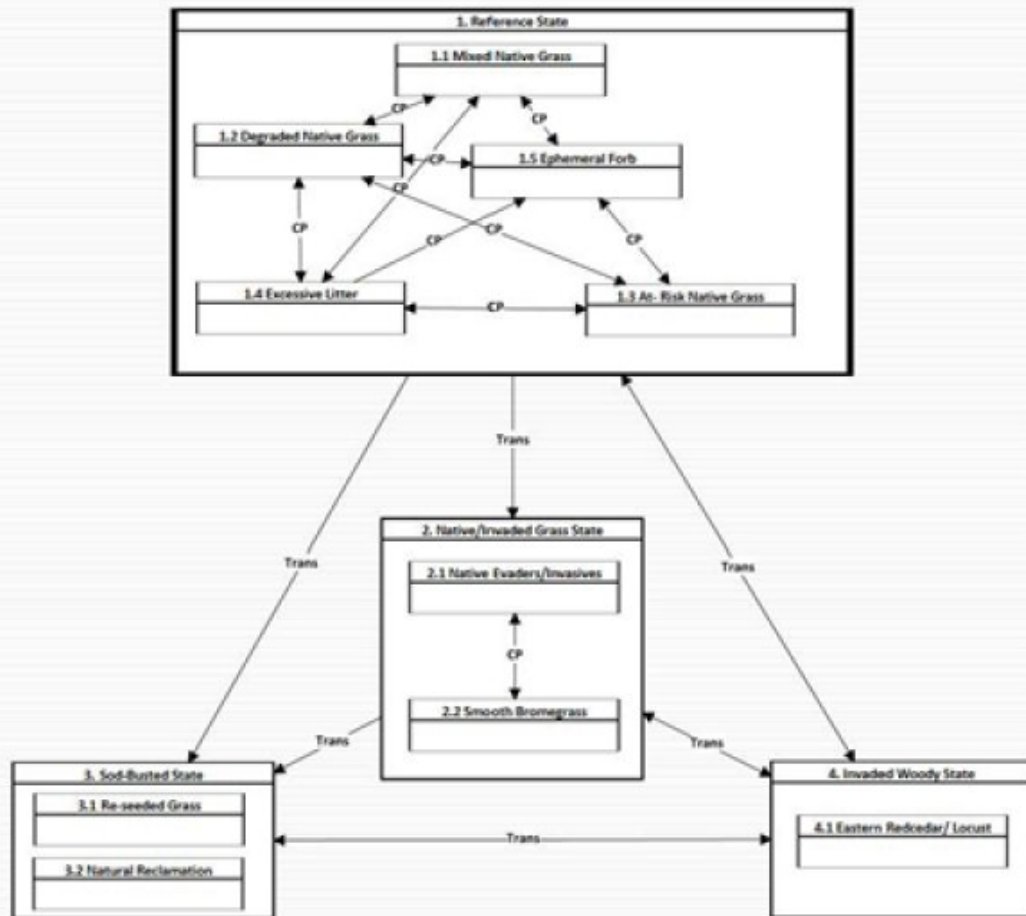 1. Reference State
1.1 Mixed Native Grass
CP
CP
1.2 Degraded Native Grass
1.5 Ephemeral Forb
CP
CP
CP
CP
CP
CP
1.4 Excessive Litter
1.3 At- Risk Native Grass
CP
Trans
2. Native/Invaded Grass State
Trans
Trans
2.1 Native Evaders/Invasives
CP
2.2 Smooth Bromegrass
Trans
Trans
3. Sod-Busted State
4. Invaded Woody State
3.1 Re-seeded Grass
4.1 Eastern Redcedar/ Locust
Trans
3.2 Natural Reclamation